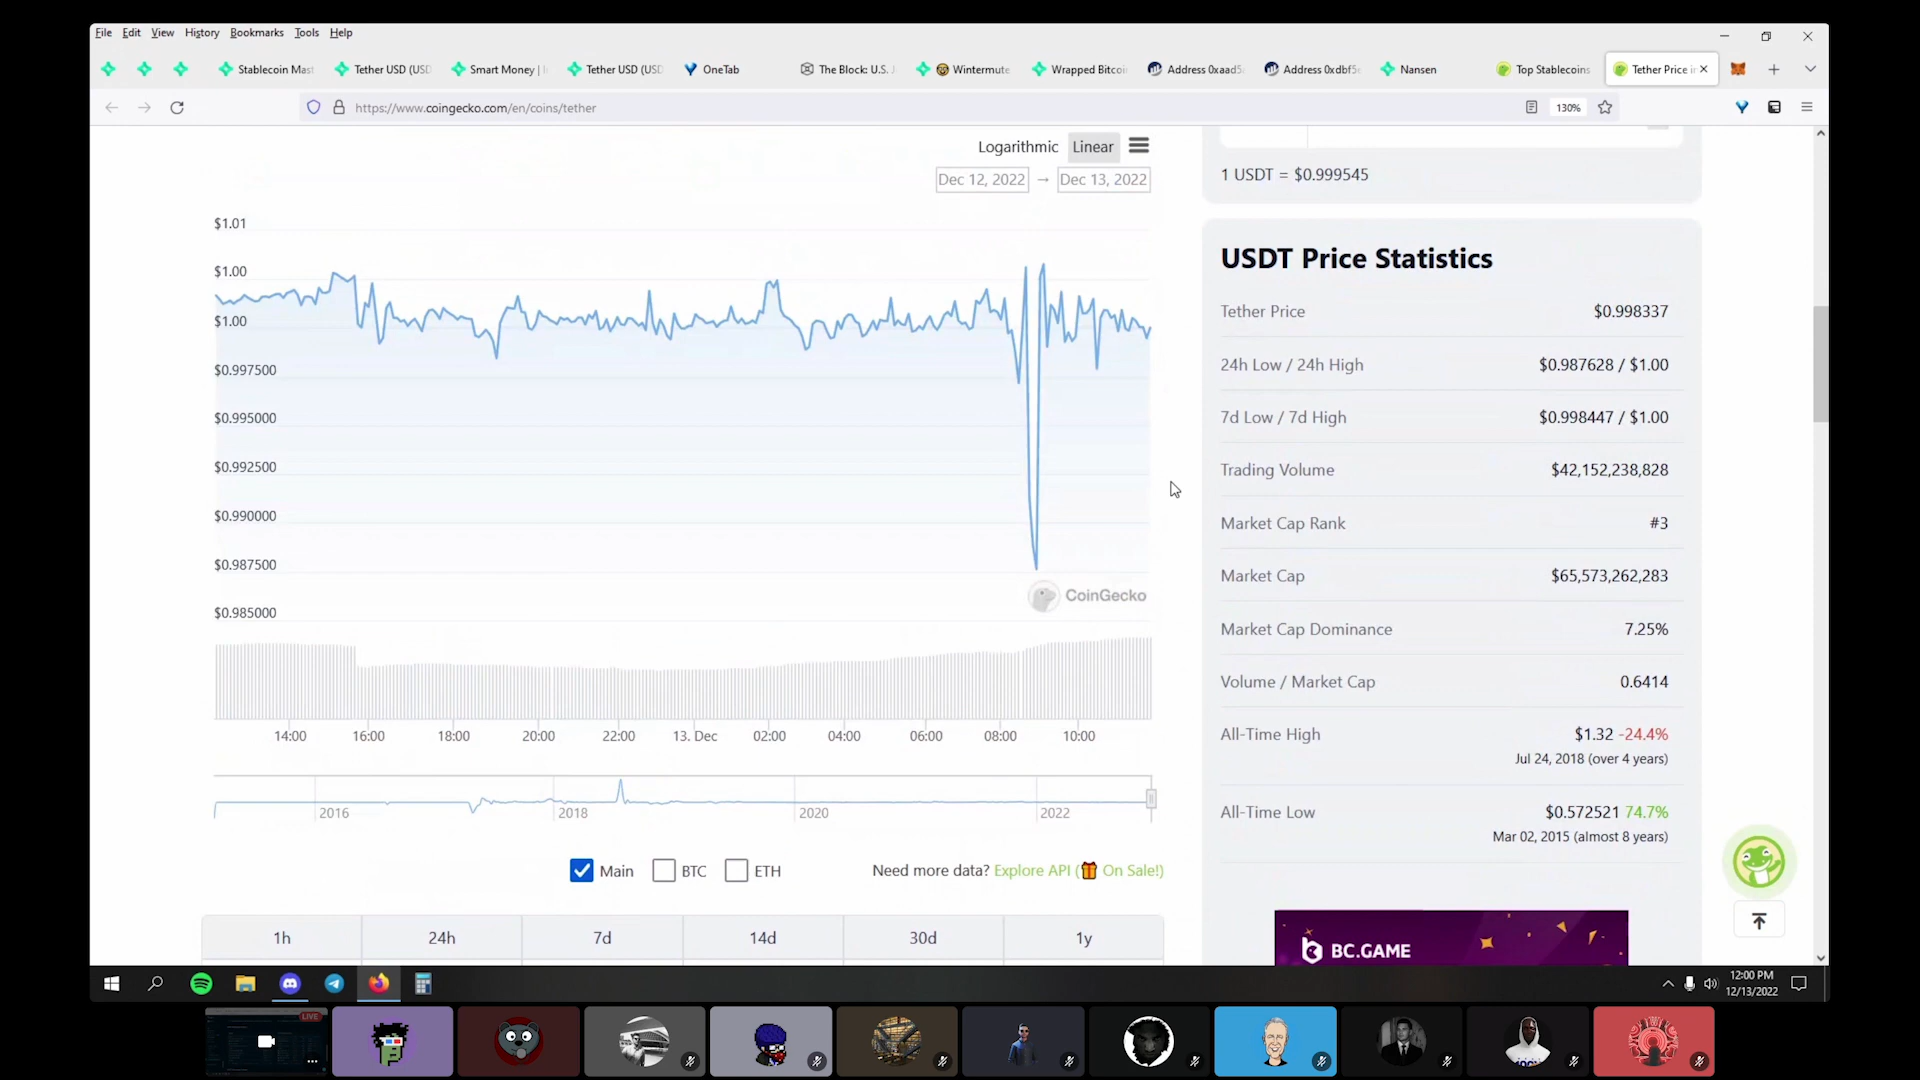 File Edit View History Bookmarks Tools Help
Stablecoin Mast Tether USD (USD Smart Money | Tether USD (USD OneTab The Block: U.S. Wintermute Wrapped Bitcoi Address 0xaad5 Address 0xdbf5 Nansen Top Stablecoins Tether Price in
https://www.coingecko.com/en/coins/tether 130%
Logarithmic Linear
Dec 12, 2022 → Dec 13, 2022
$1.01
$1.00
$1.00
$0.997500
$0.995000
$0.992500
$0.990000
$0.987500
$0.985000
CoinGecko
14:00 16:00 18:00 20:00 22:00 13. Dec 02:00 04:00 06:00 08:00 10:00
2016 2018 2020 2022
Main BTC ETH Need more data? Explore API (🎁 On Sale!)
1h 24h 7d 14d 30d 1y
1 USDT = $0.999545
USDT Price Statistics
Tether Price $0.998337
24h Low / 24h High $0.987628 / $1.00
7d Low / 7d High $0.998447 / $1.00
Trading Volume $42,152,238,828
Market Cap Rank #3
Market Cap $65,573,262,283
Market Cap Dominance 7.25%
Volume / Market Cap 0.6414
All-Time High $1.32 -24.4%
Jul 24, 2018 (over 4 years)
All-Time Low $0.572521 74.7%
Mar 02, 2015 (almost 8 years)
BC.GAME
12:00 PM
12/13/2022
LIVE